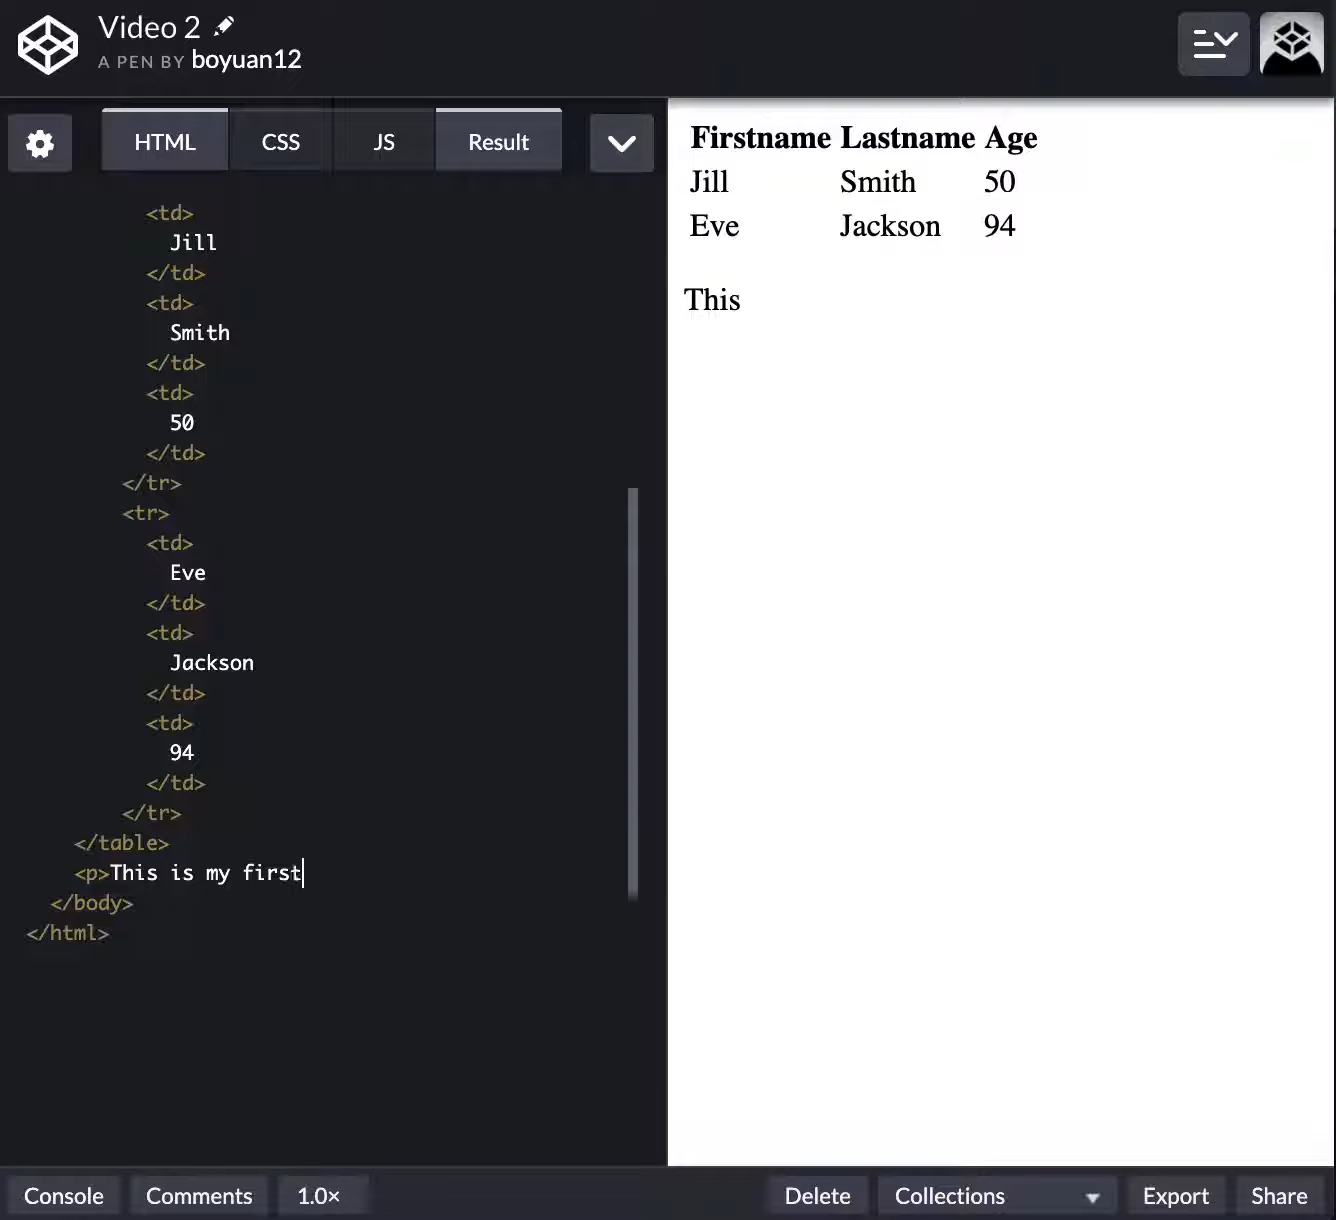 Video 2
A PEN BY boyuan12
HTML CSS JS Result
<td>
Jill
</td>
<td>
Smith
</td>
<td>
50
</td>
</tr>
<tr>
<td>
Eve
</td>
<td>
Jackson
</td>
<td>
94
</td>
</tr>
</table>
<p>This is my first
</body>
</html>
Firstname Lastname Age
Jill Smith 50
Eve Jackson 94
This
Console Comments 1.0× Delete Collections Export Share